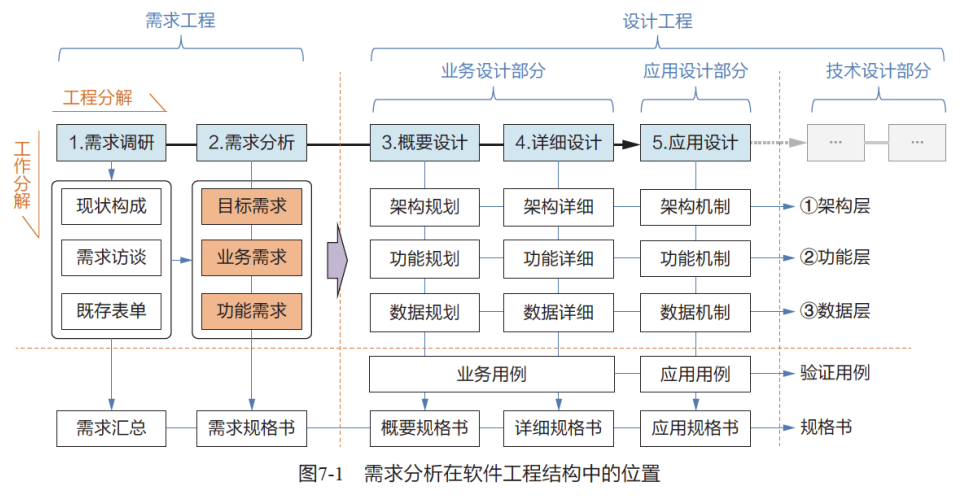 需求工程
设计工程
业务设计部分
应用设计部分
技术设计部分
工程分解
工作分解
1.需求调研
2.需求分析
3.概要设计
4.详细设计
5.应用设计
...
...
现状构成
目标需求
架构规划
架构详细
架构机制
①架构层
需求访谈
业务需求
功能规划
功能详细
功能机制
②功能层
既存表单
功能需求
数据规划
数据详细
数据机制
③数据层
业务用例
应用用例
验证用例
需求汇总
需求规格书
概要规格书
详细规格书
应用规格书
规格书
图7-1 需求分析在软件工程结构中的位置